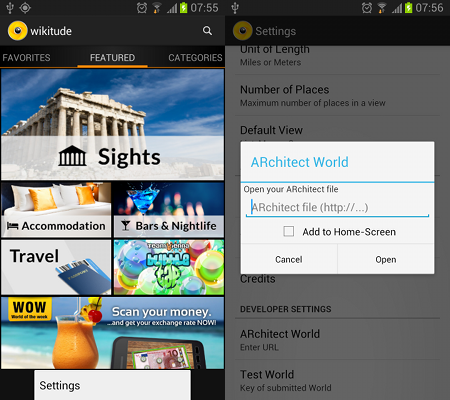 07:55
wikitude
FAVORITES FEATURED CATEGORIES
Sights
Accommodation
Bars & Nightlife
Travel
WOW
World of the week
Scan your money.
...and get your exchange rate NOW!
Settings
07:56
Settings
Unit of Length
Miles or Meters
Number of Places
Maximum number of places in a view
Default View
ARchitect World
Open your ARchitect file
ARchitect file (http://...)
Add to Home-Screen
Cancel Open
Credits
DEVELOPER SETTINGS
ARchitect World
Enter URL
Test World
Key of submitted World